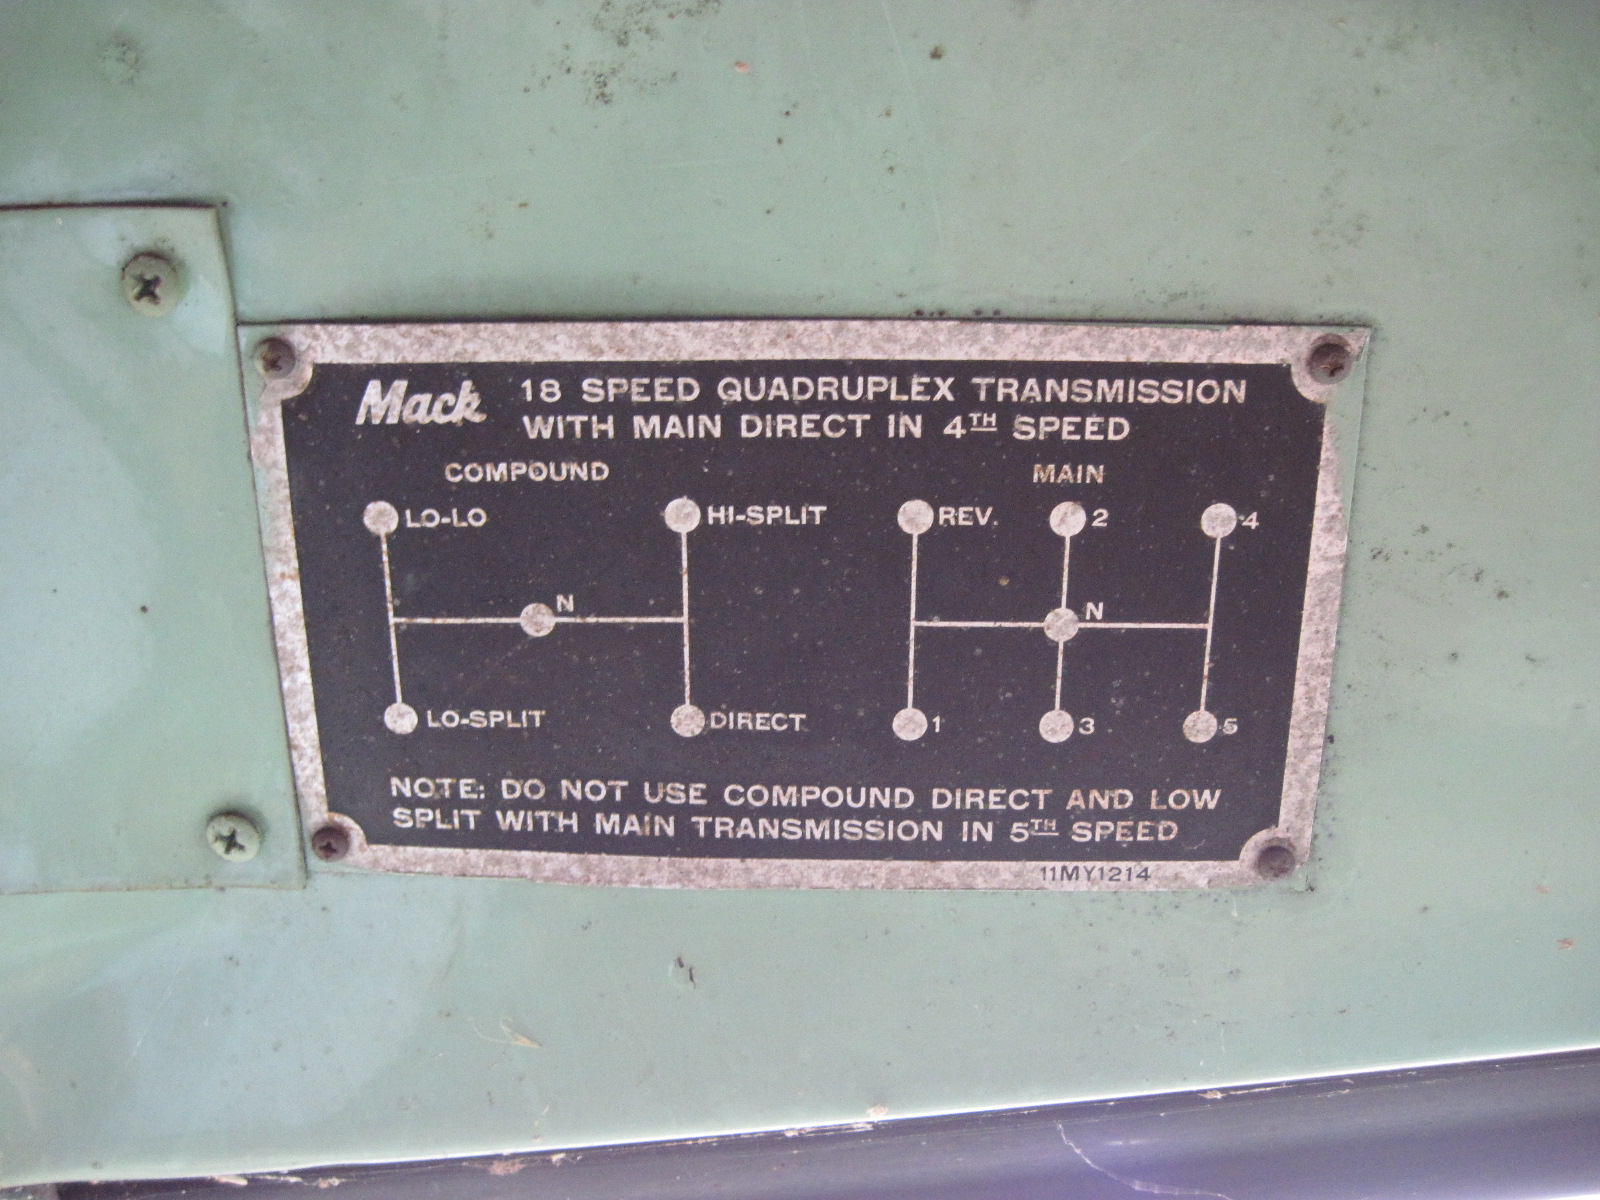 Mack 18 SPEED QUADRUPLEX TRANSMISSION
WITH MAIN DIRECT IN 4TH SPEED
COMPOUND MAIN
LO-LO HI-SPLIT REV. 2 4
N N
LO-SPLIT DIRECT 1 3 5
NOTE: DO NOT USE COMPOUND DIRECT AND LOW
SPLIT WITH MAIN TRANSMISSION IN 5TH SPEED
11MY1214